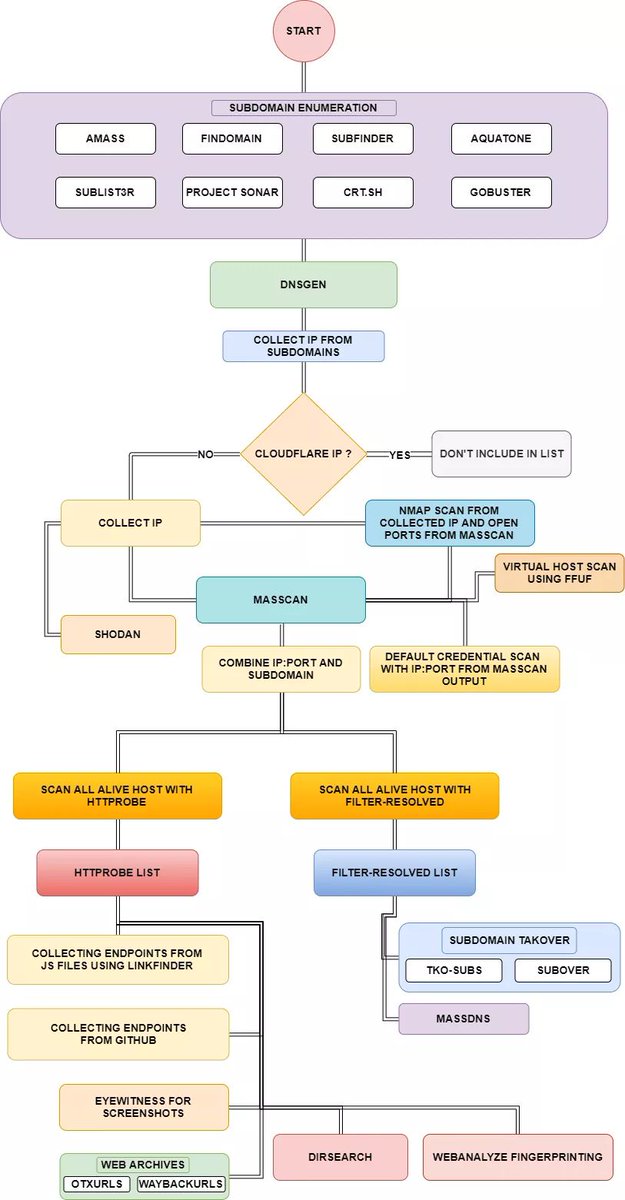 START
SUBDOMAIN ENUMERATION
AMASS
FINDOMAIN
SUBFINDER
AQUATONE
SUBLIST3R
PROJECT SONAR
CRT.SH
GOBUSTER
DNSGEN
COLLECT IP FROM
SUBDOMAINS
CLOUDFLARE IP ?
NO
YES
DON'T INCLUDE IN LIST
COLLECT IP
NMAP SCAN FROM
COLLECTED IP AND OPEN
PORTS FROM MASSCAN
VIRTUAL HOST SCAN
USING FFUF
MASSCAN
SHODAN
COMBINE IP:PORT AND
SUBDOMAIN
DEFAULT CREDENTIAL SCAN
WITH IP:PORT FROM MASSCAN
OUTPUT
SCAN ALL ALIVE HOST WITH
HTTPROBE
SCAN ALL ALIVE HOST WITH
FILTER-RESOLVED
HTTPROBE LIST
FILTER-RESOLVED LIST
COLLECTING ENDPOINTS FROM
JS FILES USING LINKFINDER
SUBDOMAIN TAKOVER
TKO-SUBS
SUBOVER
MASSDNS
COLLECTING ENDPOINTS
FROM GITHUB
EYEWITNESS FOR
SCREENSHOTS
DIRSEARCH
WEBANALYZE FINGERPRINTING
WEB ARCHIVES
OTXURLS
WAYBACKURLS